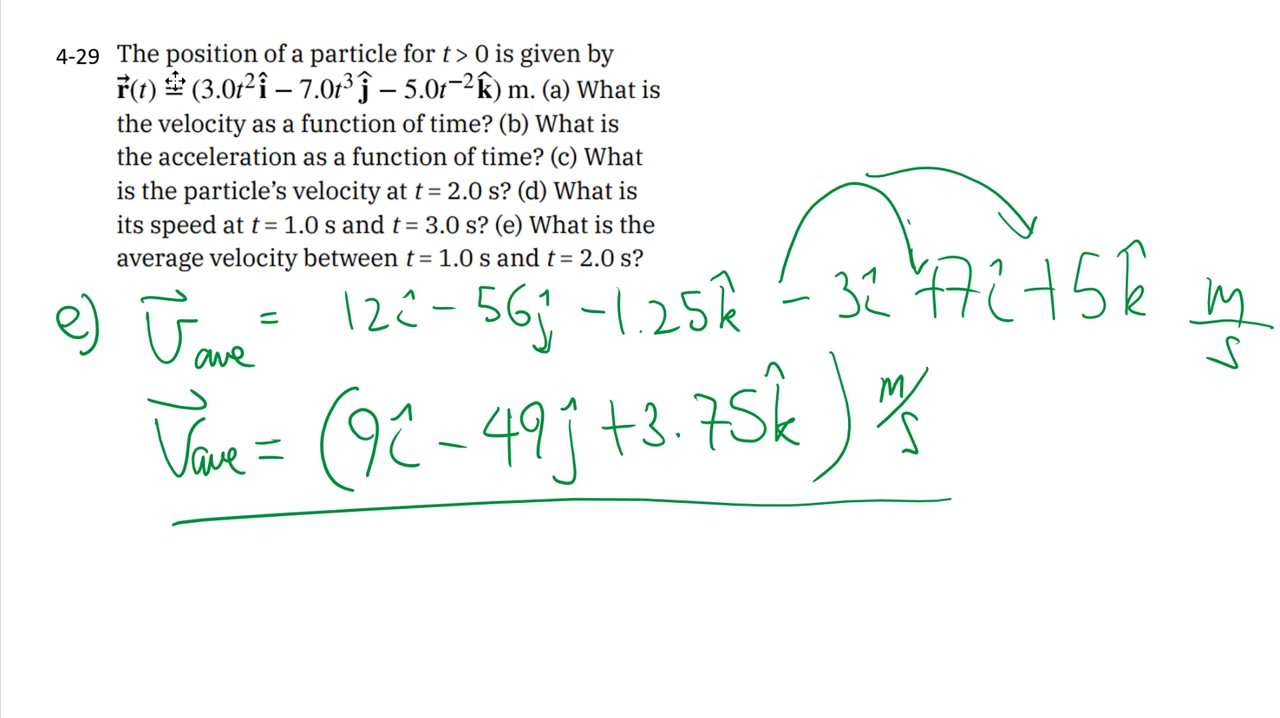 4-29 The position of a particle for t > 0 is given by
r⃗(t) = (3.0t²î − 7.0t³ĵ − 5.0t⁻²k̂) m. (a) What is
the velocity as a function of time? (b) What is
the acceleration as a function of time? (c) What
is the particle's velocity at t = 2.0 s? (d) What is
its speed at t = 1.0 s and t = 3.0 s? (e) What is the
average velocity between t = 1.0 s and t = 2.0 s?
e) v⃗ave = 12î − 56ĵ − 1.25k̂ − 3î + 7î + 5k̂ m/s
v⃗ave = (9î − 49ĵ + 3.75k̂) m/s